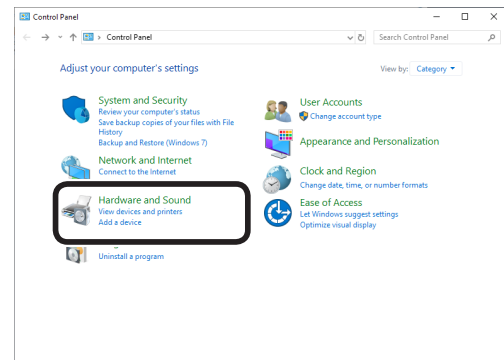 Control Panel
Control Panel
Search Control Panel
Adjust your computer's settings
View by: Category
System and Security
Review your computer's status
Save backup copies of your files with File
History
Backup and Restore (Windows 7)
Network and Internet
Connect to the Internet
Hardware and Sound
View devices and printers
Add a device
Uninstall a program
User Accounts
Change account type
Appearance and Personalization
Clock and Region
Change date, time, or number formats
Ease of Access
Let Windows suggest settings
Optimize visual display